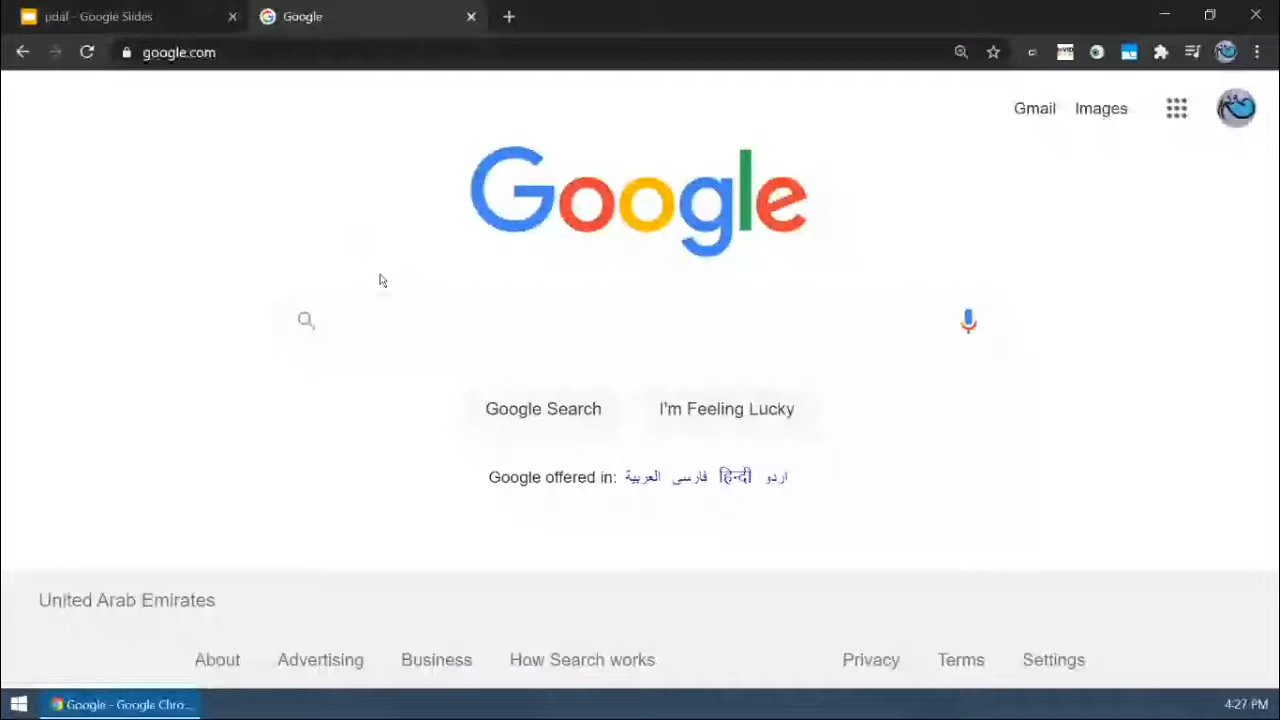 pdaf - Google Slides
Google
google.com
Gmail Images
Google
Google Search I'm Feeling Lucky
Google offered in: العربية فارسی हिन्दी اردو
United Arab Emirates
About Advertising Business How Search works Privacy Terms Settings
Google - Google Chro... 4:27 PM